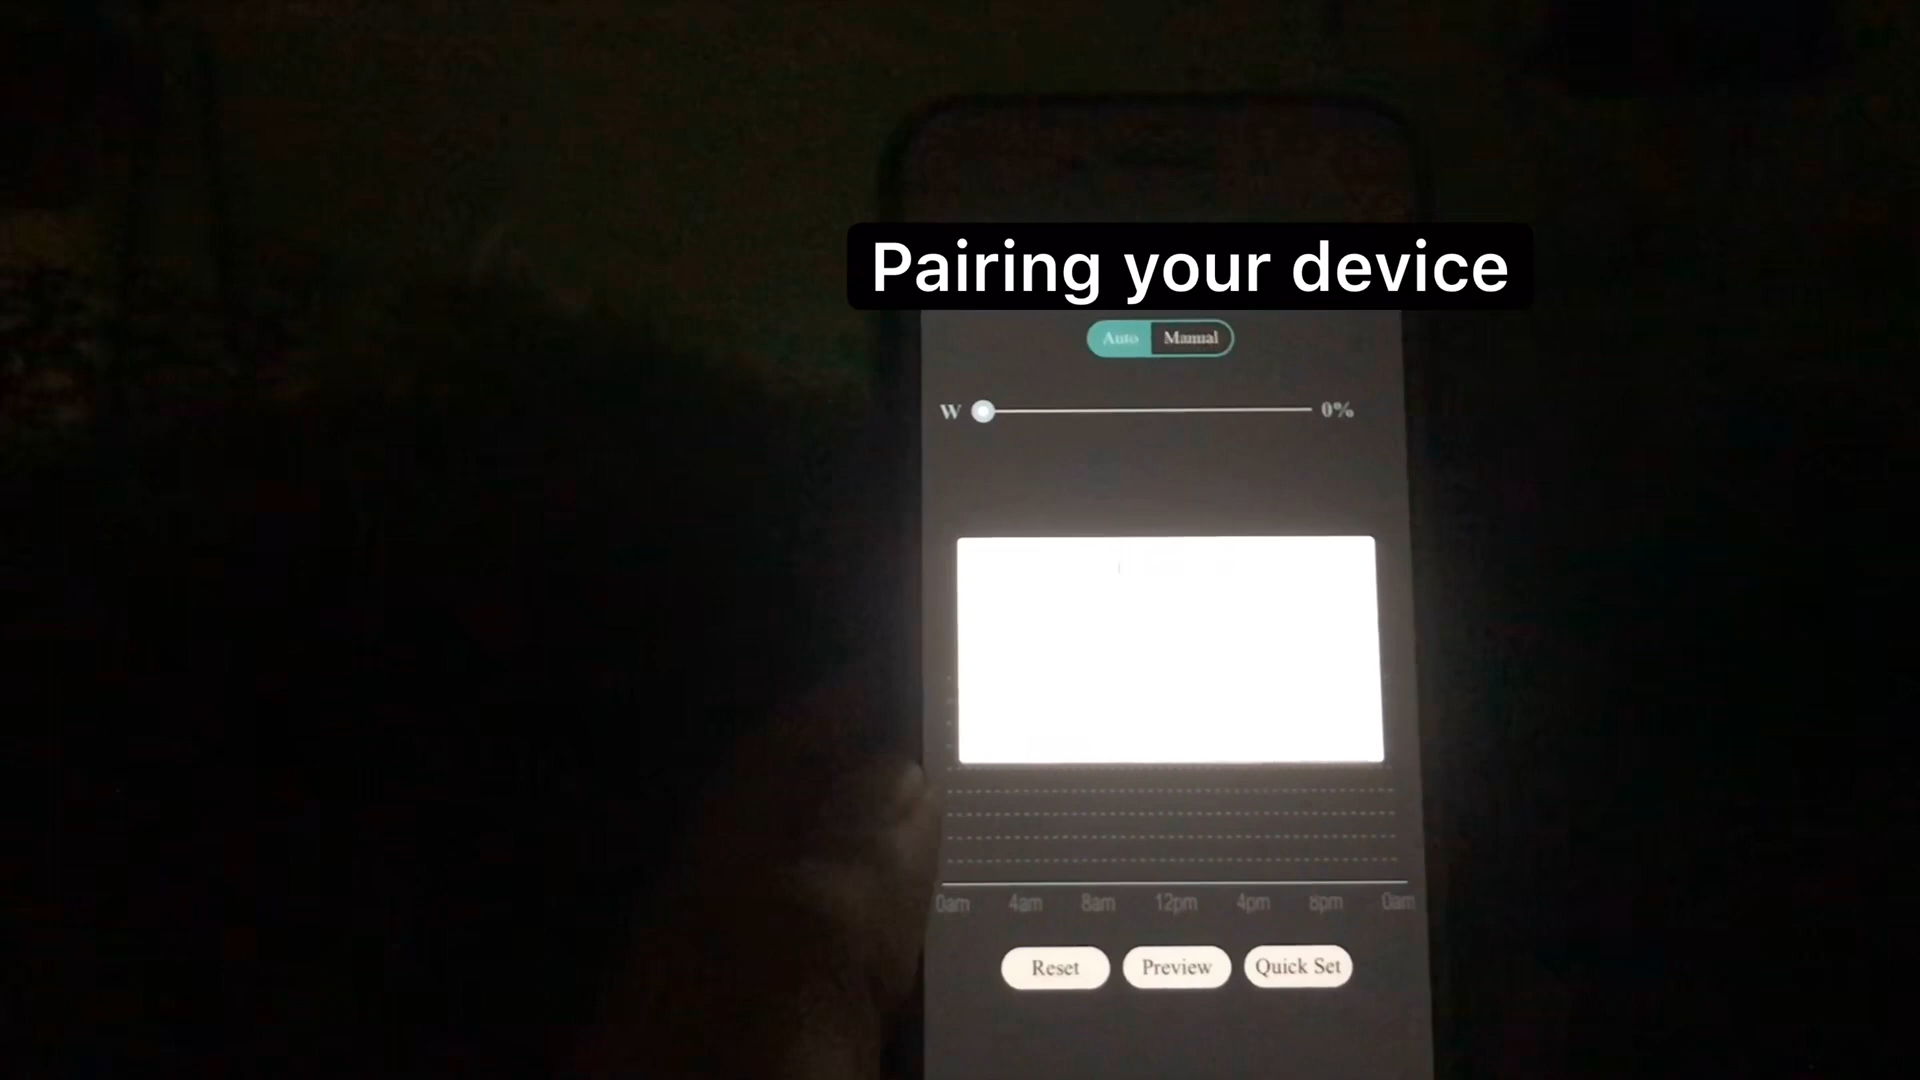 Pairing your device
Auto Manual
W 0%
0am 4am 8am 12pm 4pm 8pm 0am
Reset Preview Quick Set